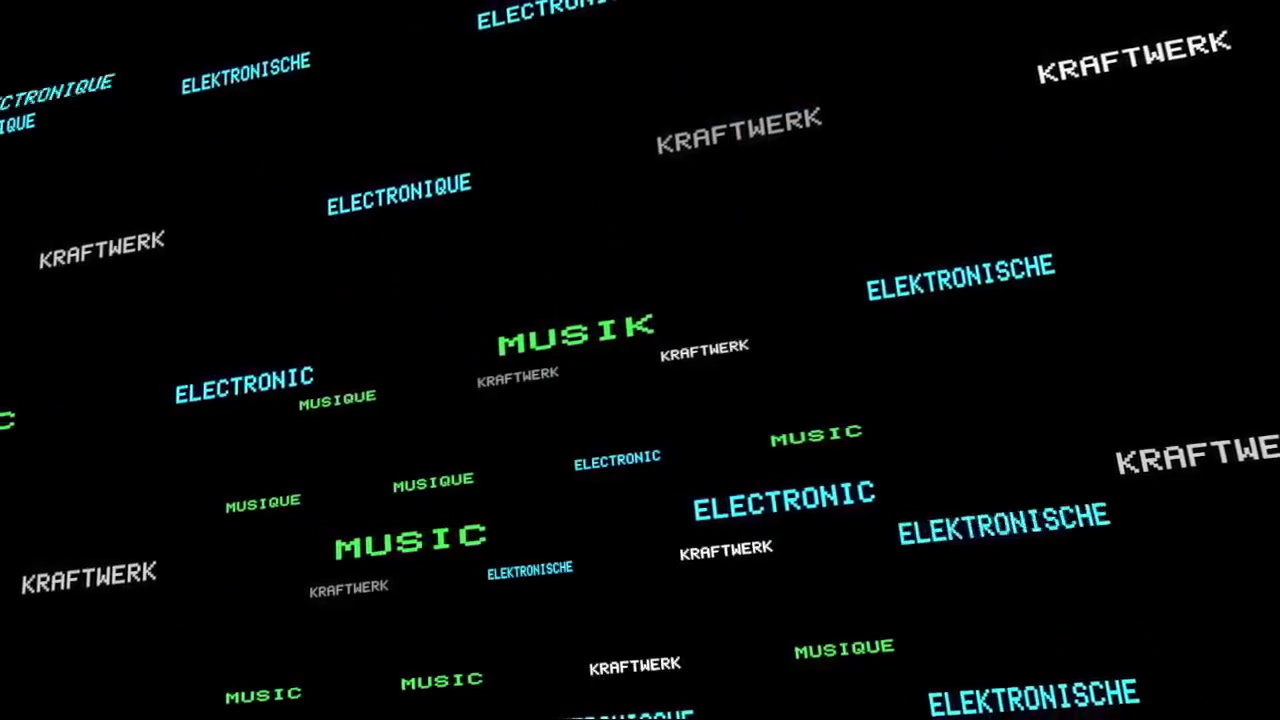 ELECTRON
KRAFTWERK
ELEKTRONISCHE
CTRONIQUE
IQUE
KRAFTWERK
ELECTRONIQUE
KRAFTWERK
ELEKTRONISCHE
MUSIK
KRAFTWERK
KRAFTWERK
ELECTRONIC
MUSIQUE
C
MUSIC
KRAFTWE
ELECTRONIC
MUSIQUE
MUSIQUE
ELECTRONIC
ELEKTRONISCHE
MUSIC
KRAFTWERK
ELEKTRONISCHE
KRAFTWERK
KRAFTWERK
MUSIQUE
KRAFTWERK
MUSIC
MUSIC
ELEKTRONISCHE